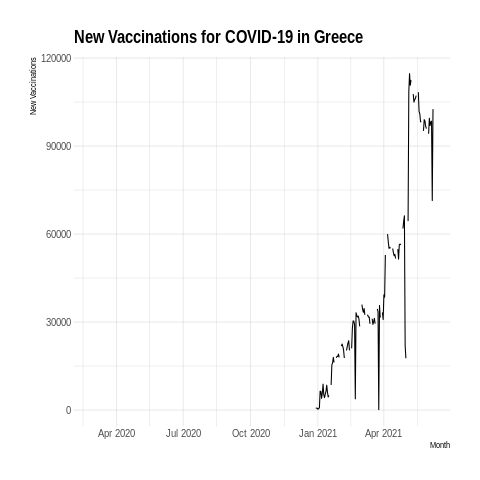 New Vaccinations for COVID-19 in Greece
New Vaccinations
120000
90000
60000
30000
0
Apr 2020 Jul 2020 Oct 2020 Jan 2021 Apr 2021
Month